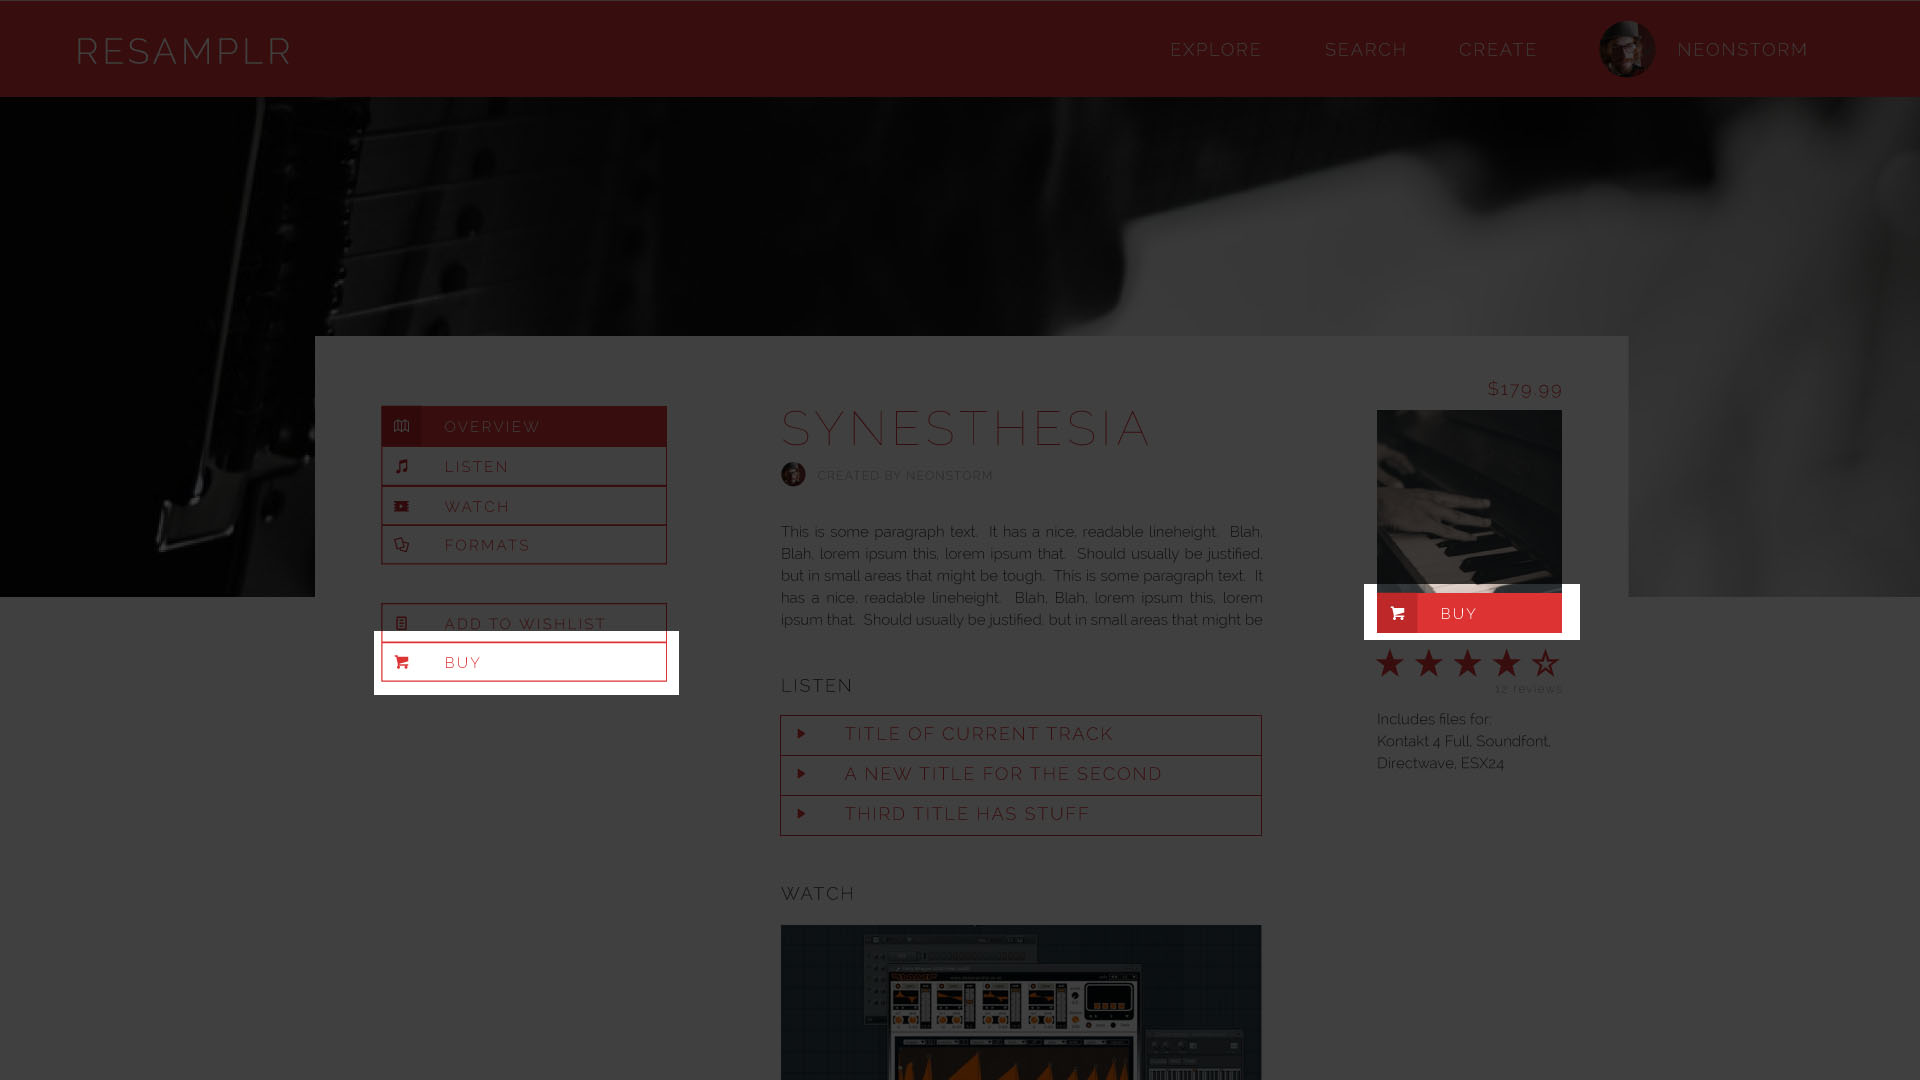 RESAMPLR
EXPLORE
SEARCH
CREATE
NEONSTORM
OVERVIEW
LISTEN
WATCH
FORMATS
ADD TO WISHLIST
BUY
SYNESTHESIA
CREATED BY NEONSTORM
This is some paragraph text. It has a nice, readable lineheight. Blah,
Blah, lorem ipsum this, lorem ipsum that. Should usually be justified,
but in small areas that might be tough. This is some paragraph text. It
has a nice, readable lineheight. Blah, Blah, lorem ipsum this, lorem
ipsum that. Should usually be justified, but in small areas that might be
LISTEN
TITLE OF CURRENT TRACK
A NEW TITLE FOR THE SECOND
THIRD TITLE HAS STUFF
WATCH
$179.99
BUY
12 reviews
Includes files for:
Kontakt 4 Full, Soundfont,
Directwave, ESX24